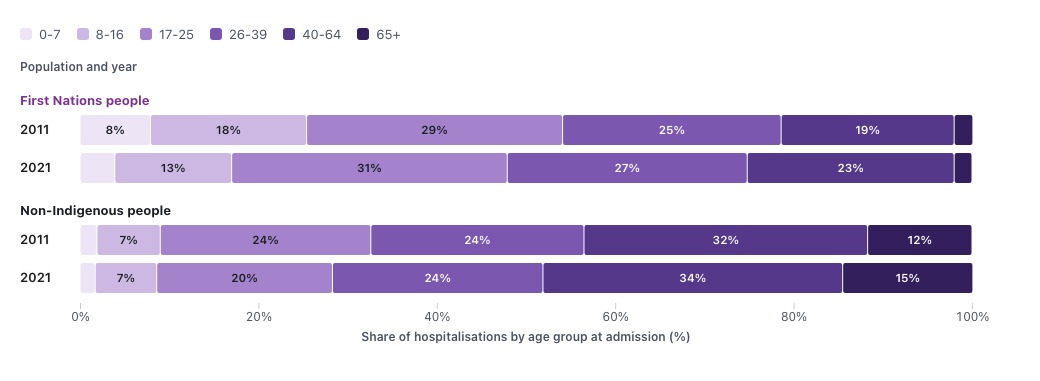 0-7 8-16 17-25 26-39 40-64 65+
Population and year
First Nations people
2011 8% 18% 29% 25% 19%
2021 13% 31% 27% 23%
Non-Indigenous people
2011 7% 24% 24% 32% 12%
2021 7% 20% 24% 34% 15%
0% 20% 40% 60% 80% 100%
Share of hospitalisations by age group at admission (%)